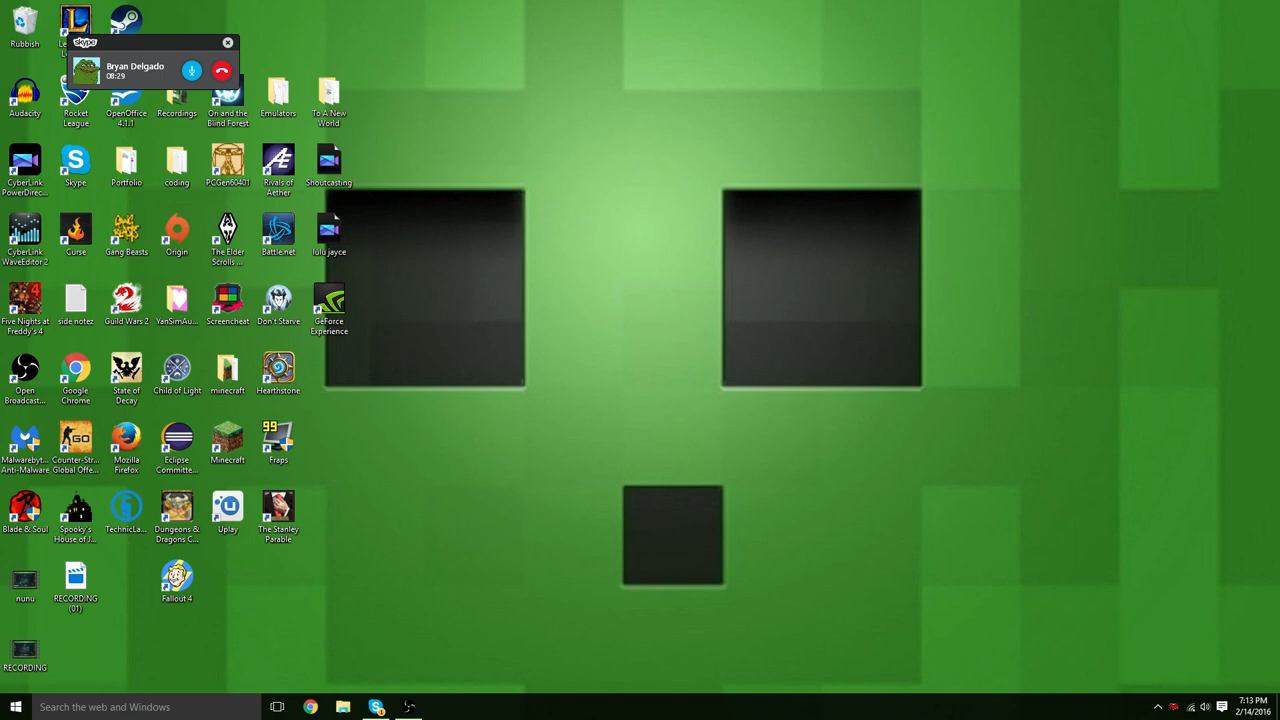 Rubbish
skype
Bryan Delgado
08:29
Audacity
Rocket
League
OpenOffice
4.1.1
Recordings
Ori and the
Blind Forest
Emulators
To A New
World
CyberLink
PowerDirec...
Skype
Portfolio
coding
PCGen60401
Rivals of
Aether
Shoutcasting
CyberLink
WaveEditor 2
Curse
Gang Beasts
Origin
The Elder
Scrolls ...
Battle.net
lulu jayce
Five Nights at
Freddy's 4
side notez
Guild Wars 2
YanSimAu...
Screencheat
Don't Starve
GeForce
Experience
Open
Broadcast...
Google
Chrome
State of
Decay
Child of Light
minecraft
Hearthstone
Malwarebyt...
Anti-Malware
GO
Counter-Str...
Global Offe...
Mozilla
Firefox
Eclipse
Committe...
Minecraft
99
Fraps
Blade & Soul
Spooky's
House of J...
TechnicLa...
Dungeons &
Dragons C...
Uplay
The Stanley
Parable
nunu
RECORDING
(01)
Fallout 4
RECORDING
Search the web and Windows
7:13 PM
2/14/2016